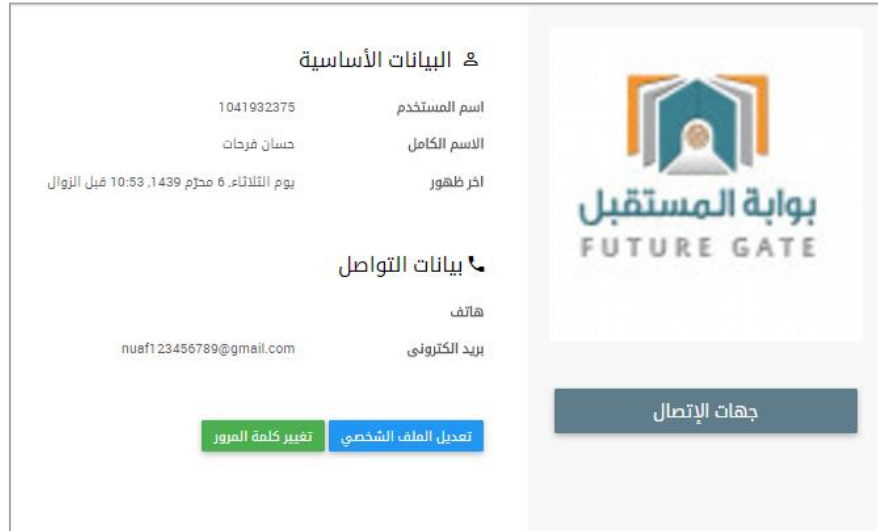 البيانات الأساسية
اسم المستخدم 1041932375
الاسم الكامل حسان فرحات
اخر ظهور يوم الثلاثاء, 6 محرّم 1439, 10:53 قبل الزوال
بيانات التواصل
هاتف
بريد الكترونى nuaf123456789@gmail.com
تعديل الملف الشخصي تغيير كلمة المرور
بوابة المستقبل
FUTURE GATE
جهات الإتصال